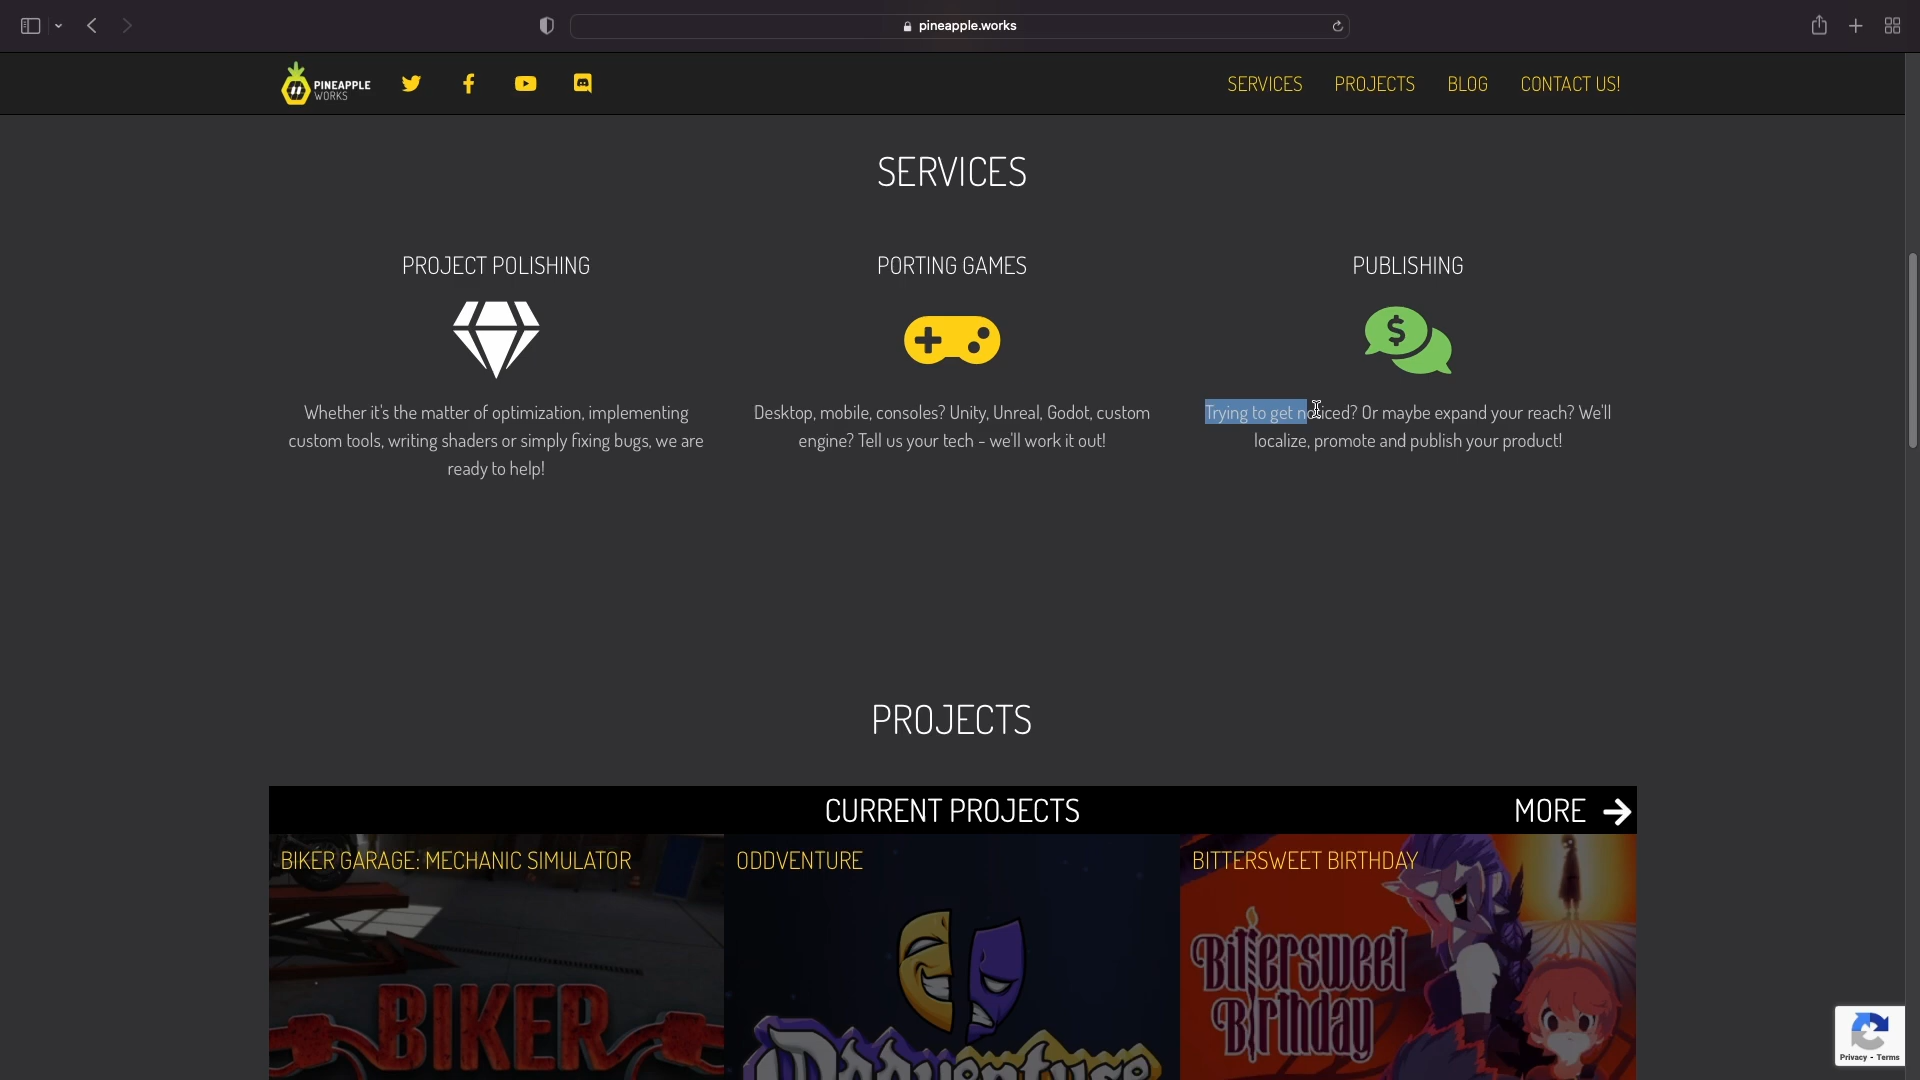 pineapple.works
PINEAPPLE
WORKS
SERVICES
PROJECTS
BLOG
CONTACT US!
SERVICES
PROJECT POLISHING
Whether it's the matter of optimization, implementing
custom tools, writing shaders or simply fixing bugs, we are
ready to help!
PORTING GAMES
Desktop, mobile, consoles? Unity, Unreal, Godot, custom
engine? Tell us your tech - we'll work it out!
PUBLISHING
$
Trying to get noticed? Or maybe expand your reach? We'll
localize, promote and publish your product!
PROJECTS
CURRENT PROJECTS
MORE
BIKER GARAGE: MECHANIC SIMULATOR
BIKER
ODDVENTURE
Oddventure
BITTERSWEET BIRTHDAY
Bittersweet
Birthday
Privacy - Terms